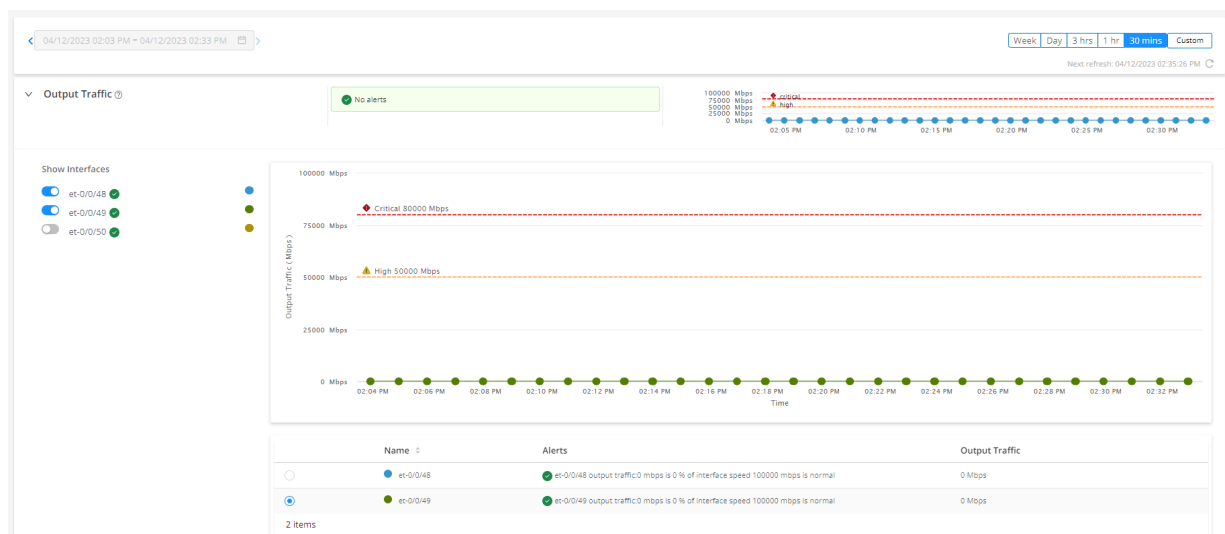 04/12/2023 02:03 PM ~ 04/12/2023 02:33 PM
Week Day 3 hrs 1 hr 30 mins Custom
Next refresh: 04/12/2023 02:35:26 PM
Output Traffic
No alerts
100000 Mbps
75000 Mbps
50000 Mbps
25000 Mbps
0 Mbps
critical
high
02:05 PM 02:10 PM 02:15 PM 02:20 PM 02:25 PM 02:30 PM
Show Interfaces
et-0/0/48
et-0/0/49
et-0/0/50
Output Traffic (Mbps)
100000 Mbps
Critical 80000 Mbps
75000 Mbps
High 50000 Mbps
50000 Mbps
25000 Mbps
0 Mbps
02:04 PM 02:06 PM 02:08 PM 02:10 PM 02:12 PM 02:14 PM 02:16 PM 02:18 PM 02:20 PM 02:22 PM 02:24 PM 02:26 PM 02:28 PM 02:30 PM 02:32 PM
Time
Name Alerts Output Traffic
et-0/0/48 et-0/0/48 output traffic:0 mbps is 0 % of interface speed 100000 mbps is normal 0 Mbps
et-0/0/49 et-0/0/49 output traffic:0 mbps is 0 % of interface speed 100000 mbps is normal 0 Mbps
2 items